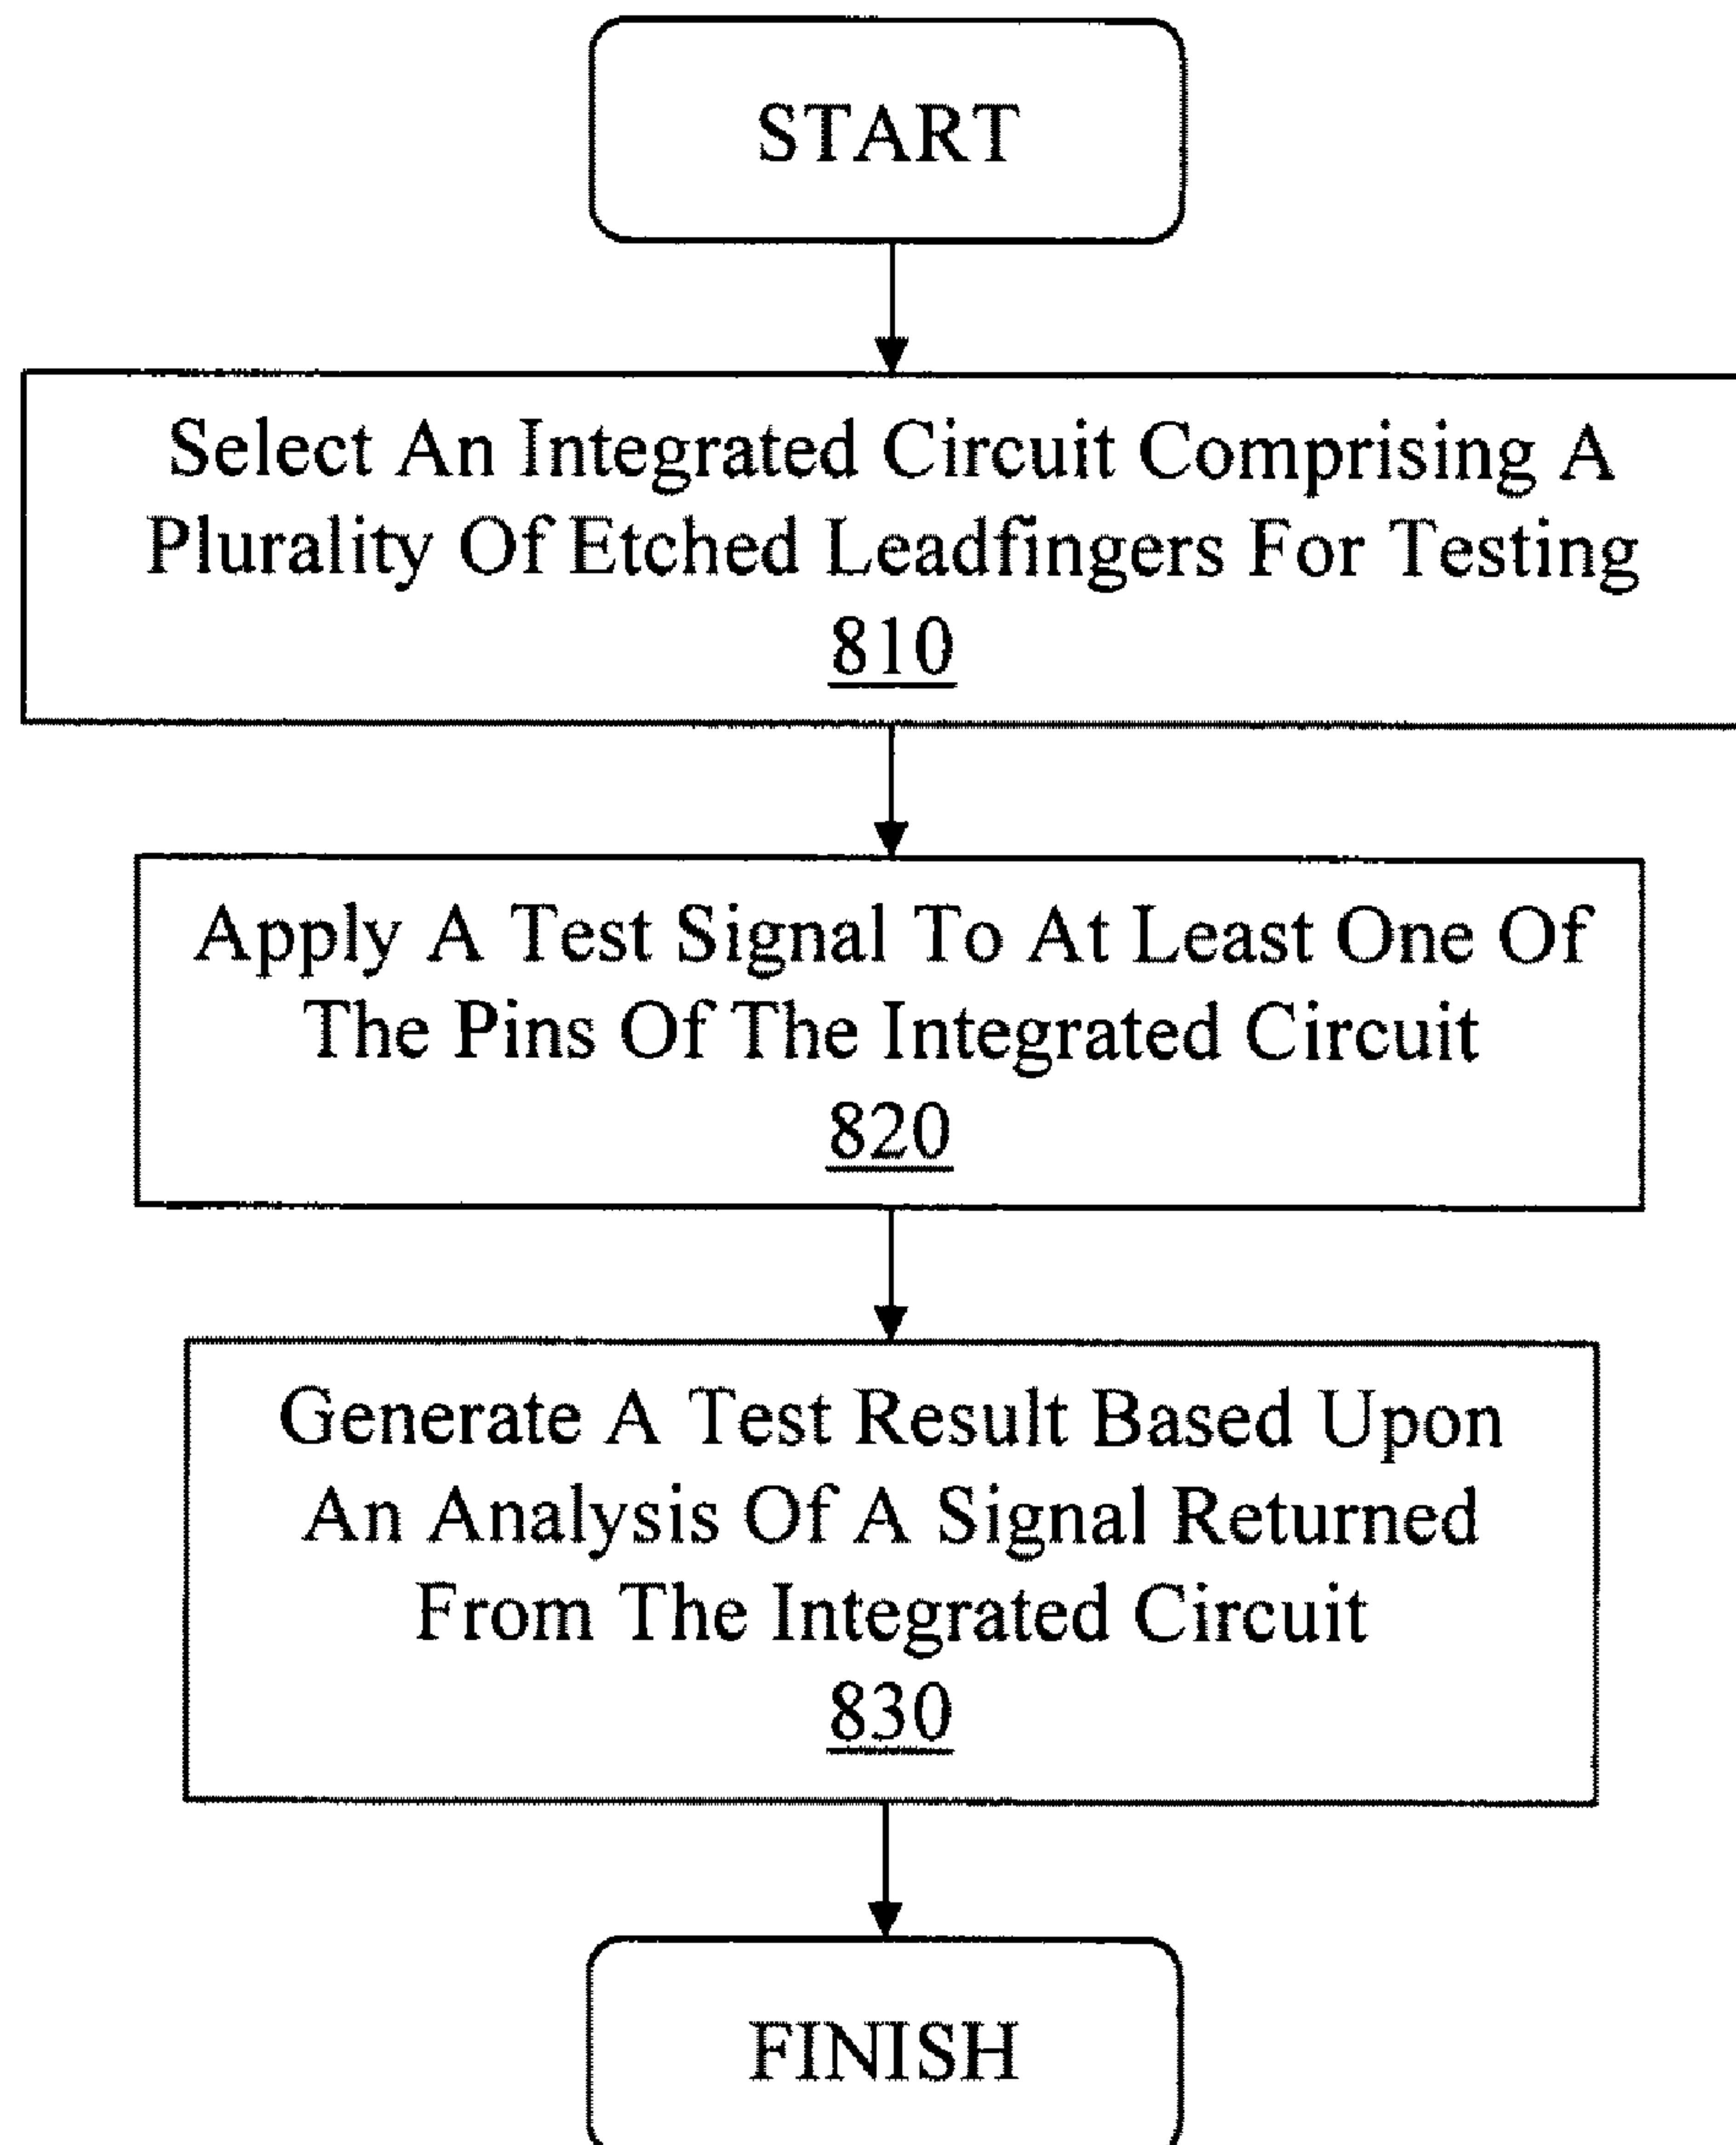 START
Select An Integrated Circuit Comprising A
Plurality Of Etched Leadfingers For Testing
810
Apply A Test Signal To At Least One Of
The Pins Of The Integrated Circuit
820
Generate A Test Result Based Upon
An Analysis Of A Signal Returned
From The Integrated Circuit
830
FINISH